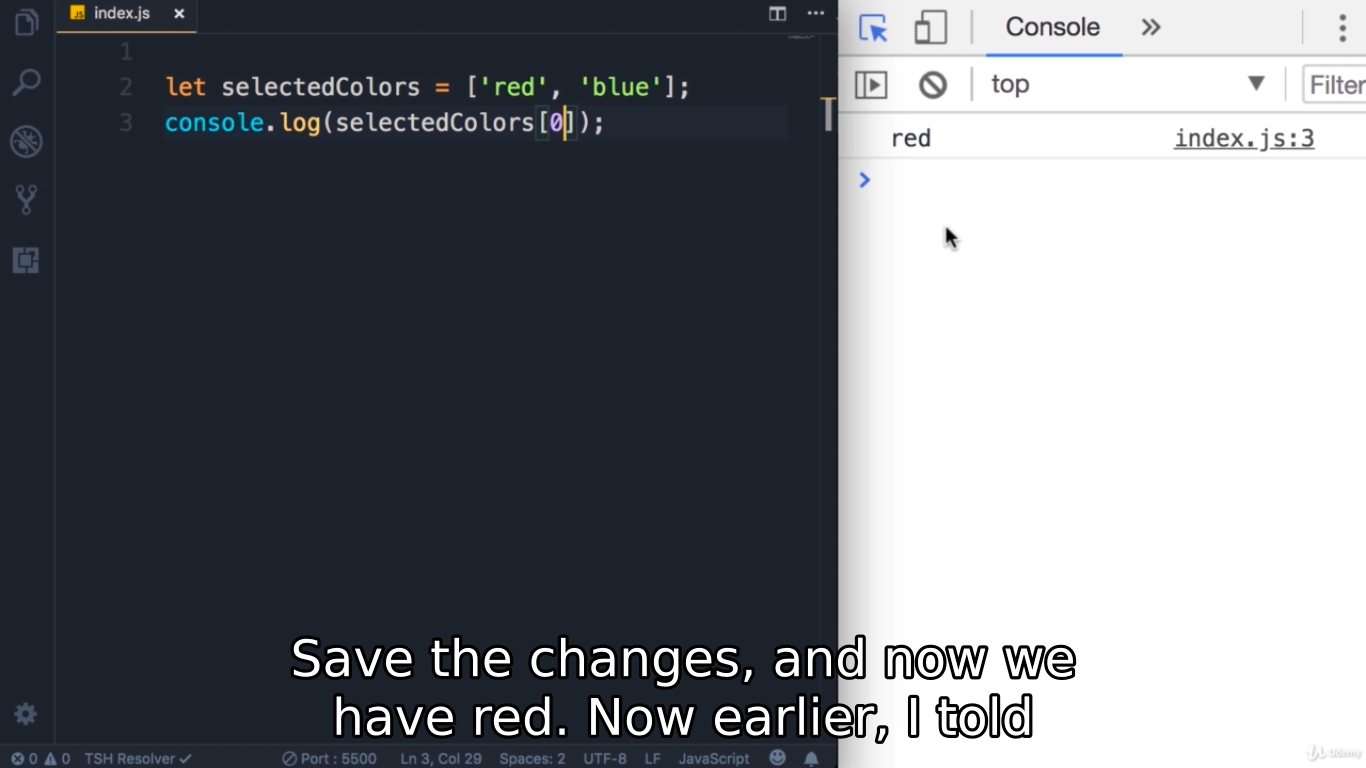 index.js
1
2 let selectedColors = ['red', 'blue'];
3 console.log(selectedColors[0]);
Console
top
Filter
red index.js:3
Save the changes, and now we
have red. Now earlier, I told
0 0 TSH Resolver Port : 5500 Ln 3, Col 29 Spaces: 2 UTF-8 LF JavaScript
Udemy